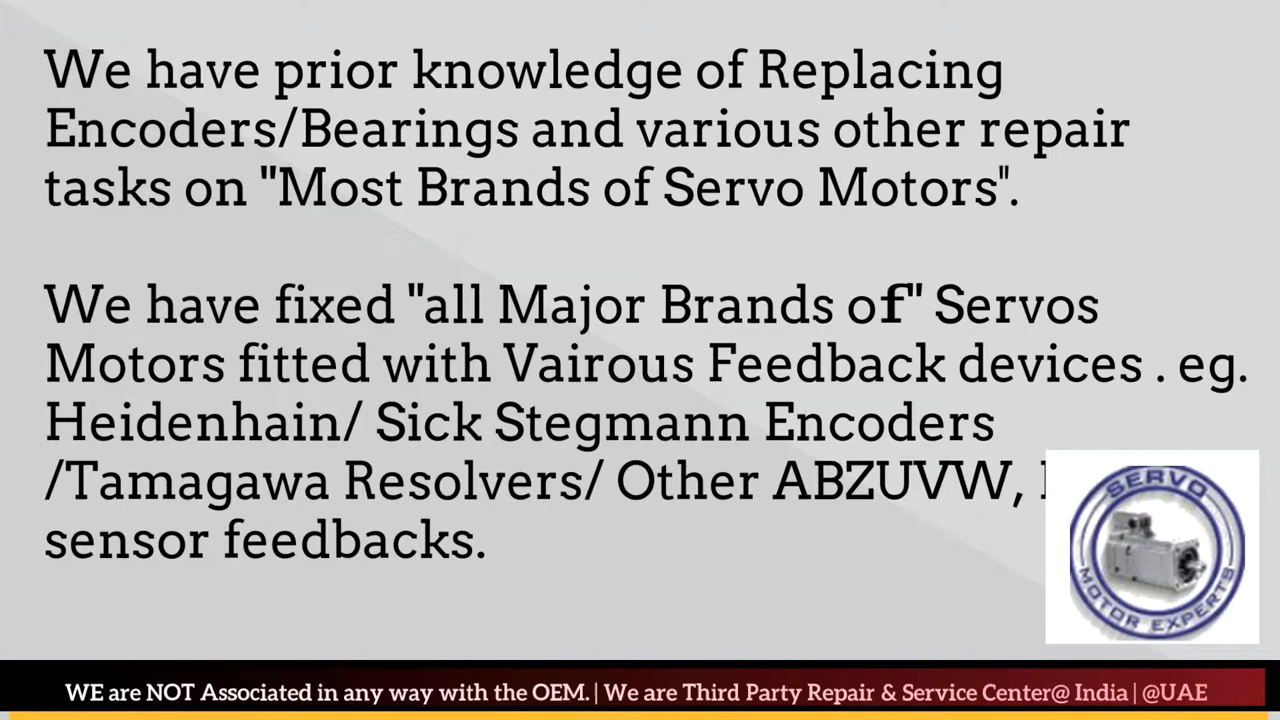 We have prior knowledge of Replacing
Encoders/Bearings and various other repair
tasks on "Most Brands of Servo Motors".
We have fixed "all Major Brands of" Servos
Motors fitted with Vairous Feedback devices . eg.
Heidenhain/ Sick Stegmann Encoders
/Tamagawa Resolvers/ Other ABZUVW,
sensor feedbacks.
SERVO
MOTOR EXPERTS
WE are NOT Associated in any way with the OEM. | We are Third Party Repair & Service Center@ India | @UAE